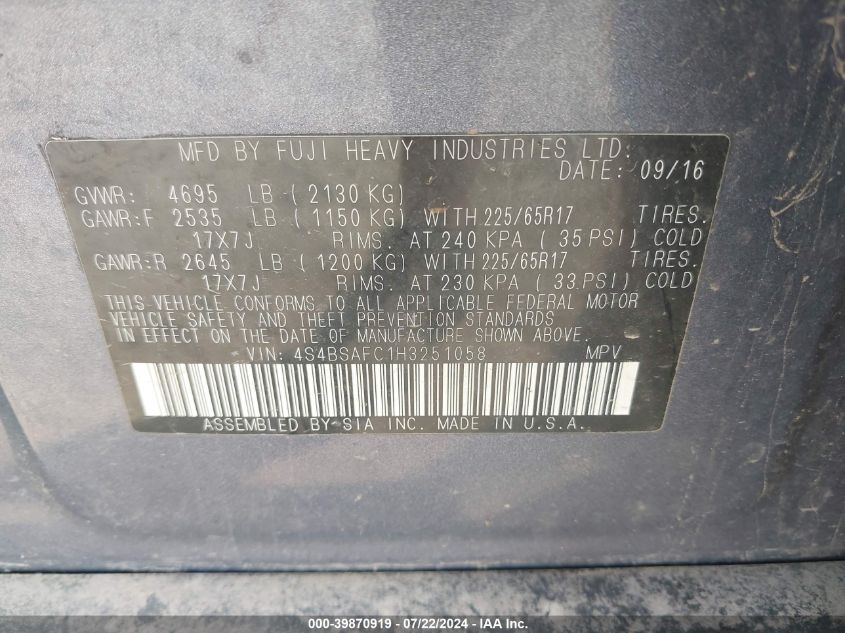 MFD BY FUJI HEAVY INDUSTRIES LTD.
DATE: 09/16
GVWR: 4695 LB ( 2130 KG)
GAWR:F 2535 LB ( 1150 KG) WITH 225/65R17 TIRES.
17X7J RIMS. AT 240 KPA ( 35 PSI) COLD
GAWR:R 2645 LB ( 1200 KG) WITH 225/65R17 TIRES.
17X7J RIMS. AT 230 KPA ( 33.PSI) COLD
THIS VEHICLE CONFORMS TO ALL APPLICABLE FEDERAL MOTOR
VEHICLE SAFETY AND THEFT PREVENTION STANDARDS
IN EFFECT ON THE DATE OF MANUFACTURE SHOWN ABOVE.
VIN: 4S4BSAFC1H3251058 MPV
ASSEMBLED BY SIA INC. MADE IN U.S.A.
000-39870919 - 07/22/2024 - IAA Inc.